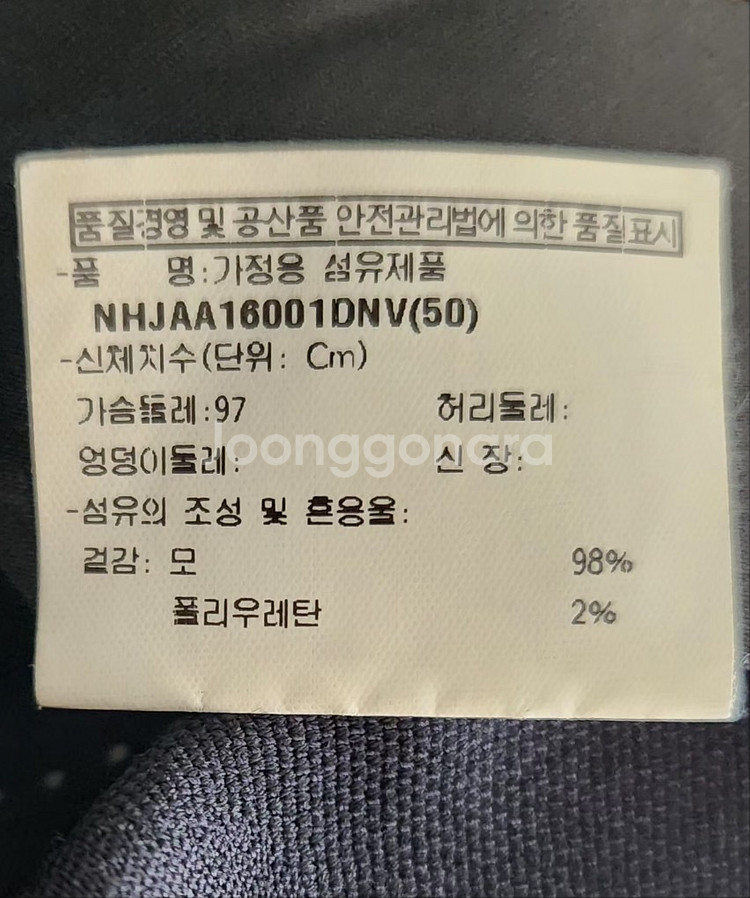 품질경영 및 공산품 안전관리법에 의한 품질표시
-품 명:가정용 섬유제품
NHJAA16001DNV(50)
-신체치수(단위: Cm)
가슴둘레:97 허리둘레:
엉덩이둘레: 신 장:
joonggonara
-섬유의 조성 및 혼용율:
겉감: 모 98%
폴리우레탄 2%